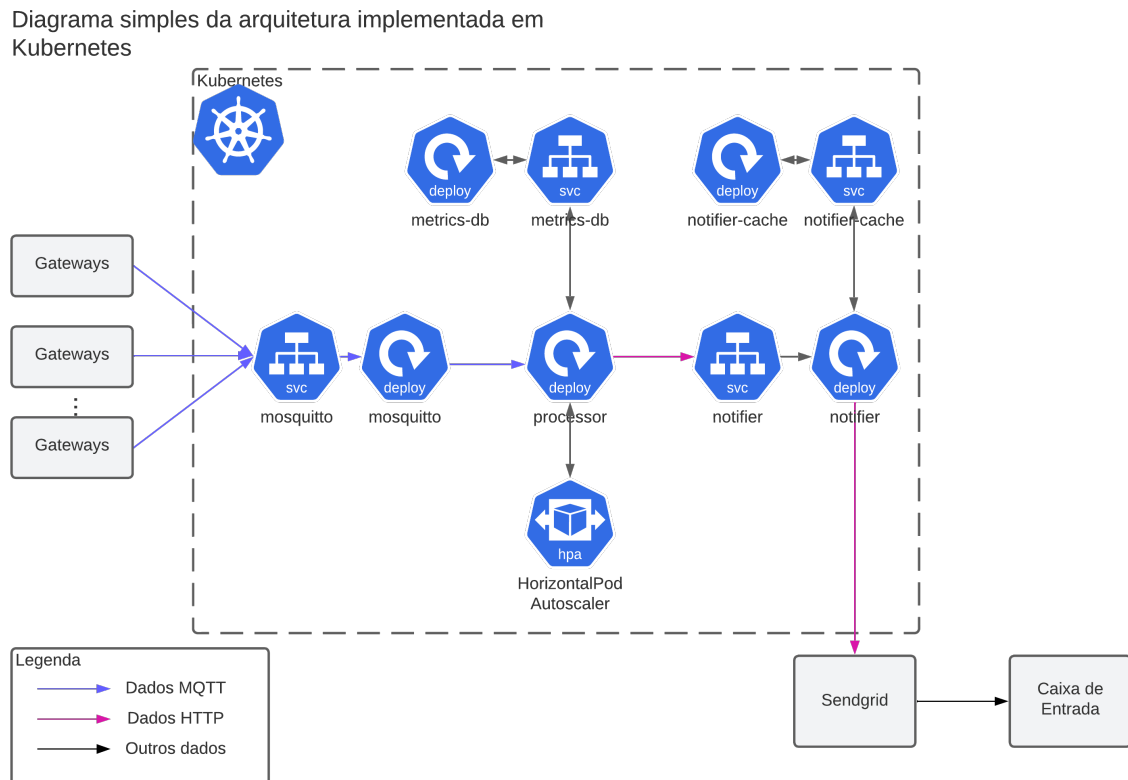 Diagrama simples da arquitetura implementada em
Kubernetes
Kubernetes
deploy
svc
deploy
svc
metrics-db
metrics-db
notifier-cache
notifier-cache
Gateways
Gateways
Gateways
svc
deploy
deploy
svc
deploy
mosquitto
mosquitto
processor
notifier
notifier
hpa
HorizontalPod
Autoscaler
Legenda
Dados MQTT
Dados HTTP
Outros dados
Sendgrid
Caixa de
Entrada